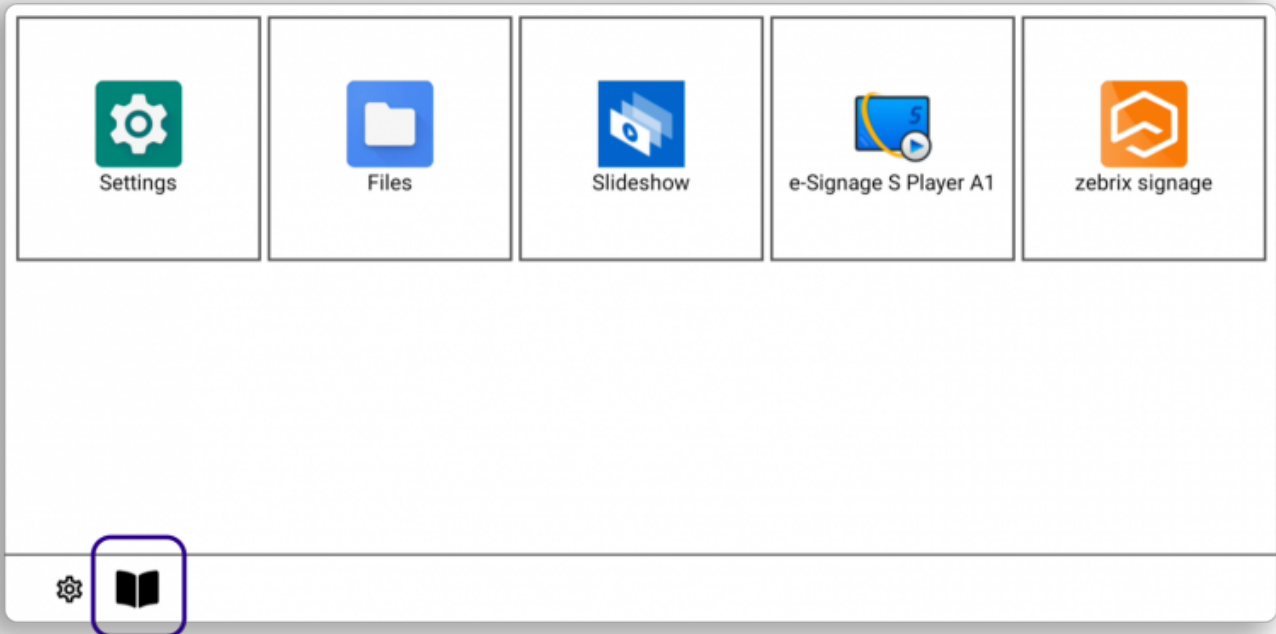 Settings
Files
Slideshow
S
e-Signage S Player A1
zebrix signage